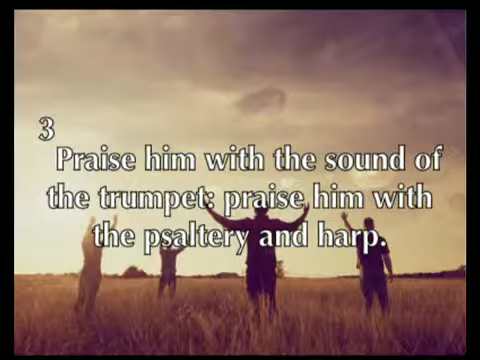 3
Praise him with the sound of
the trumpet: praise him with
the psaltery and harp.